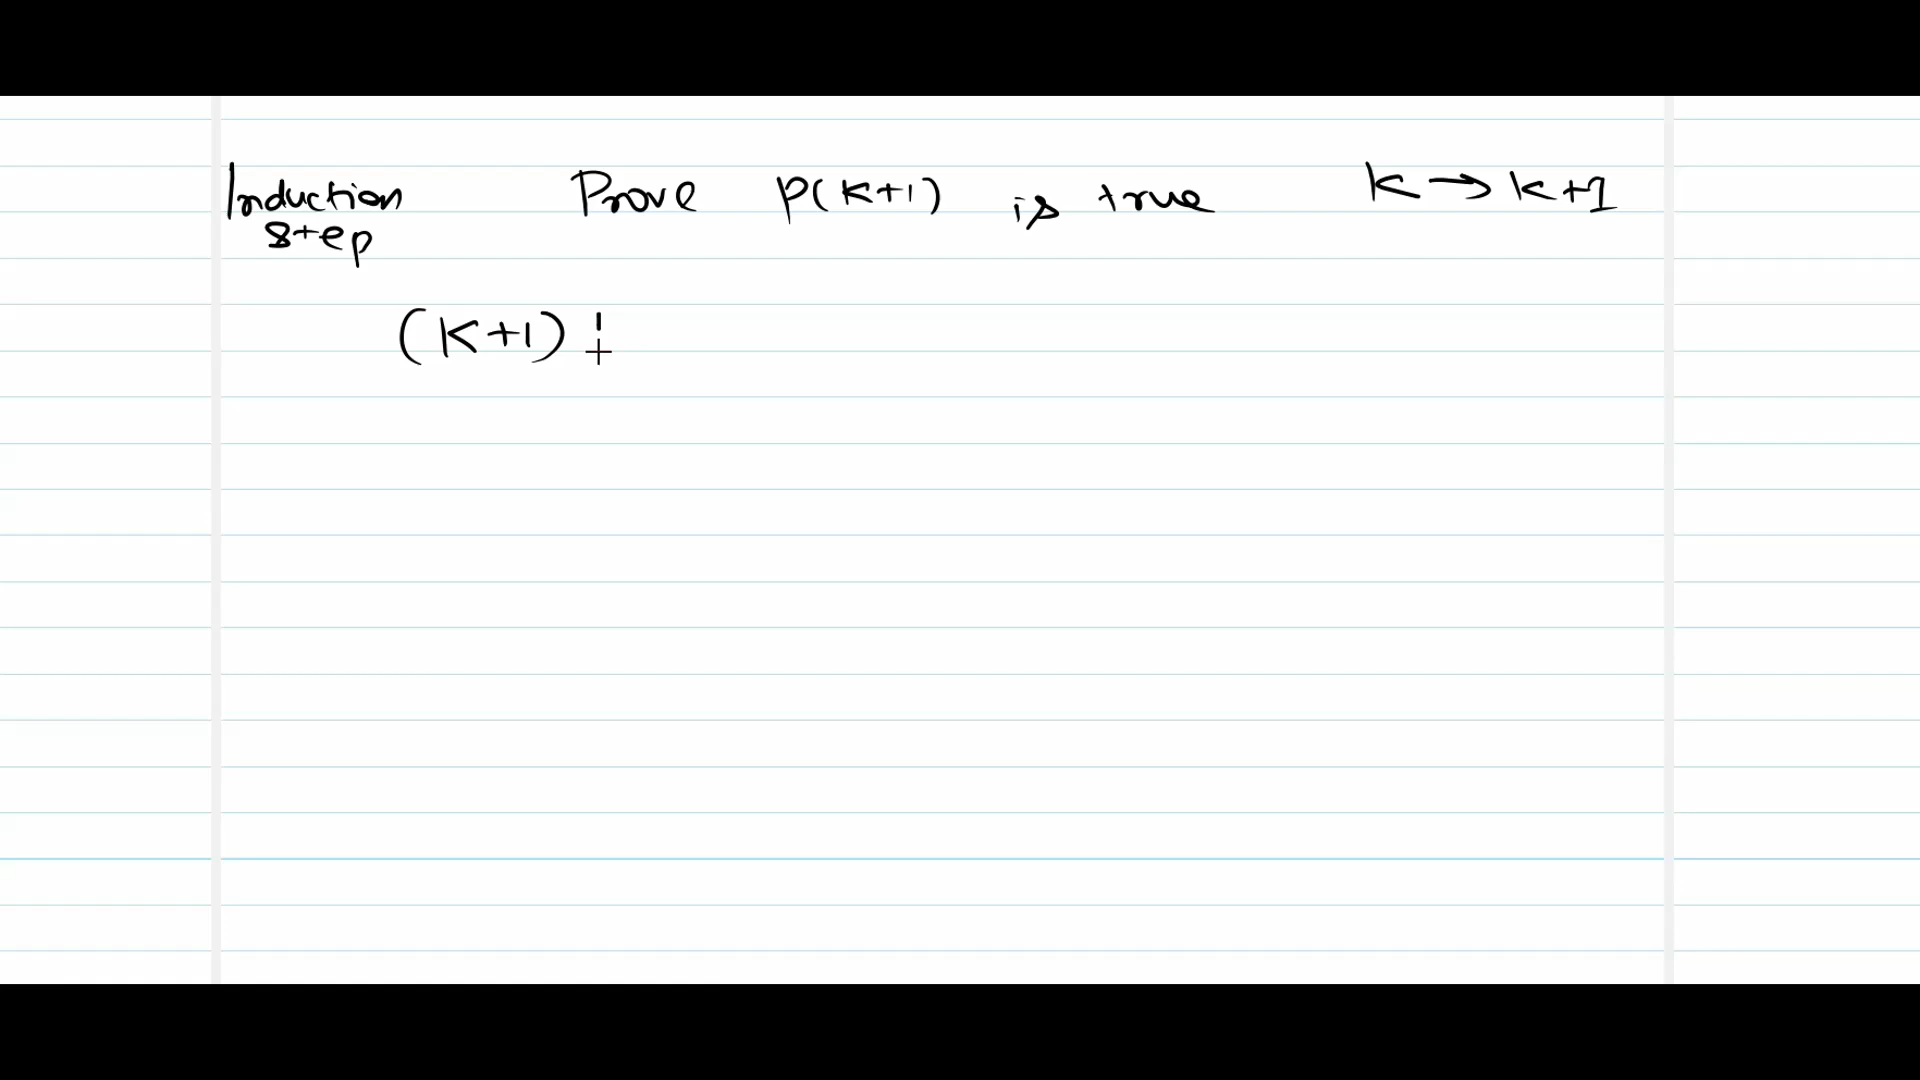 Induction step Prove P(K+1) is true K → K+1
(K+1)!